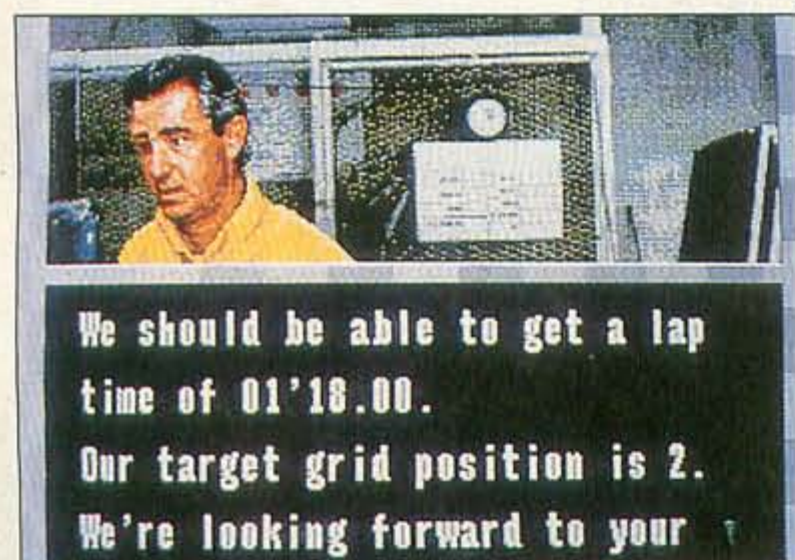 We should be able to get a lap
time of 01'18.00.
Our target grid position is 2.
We're looking forward to your